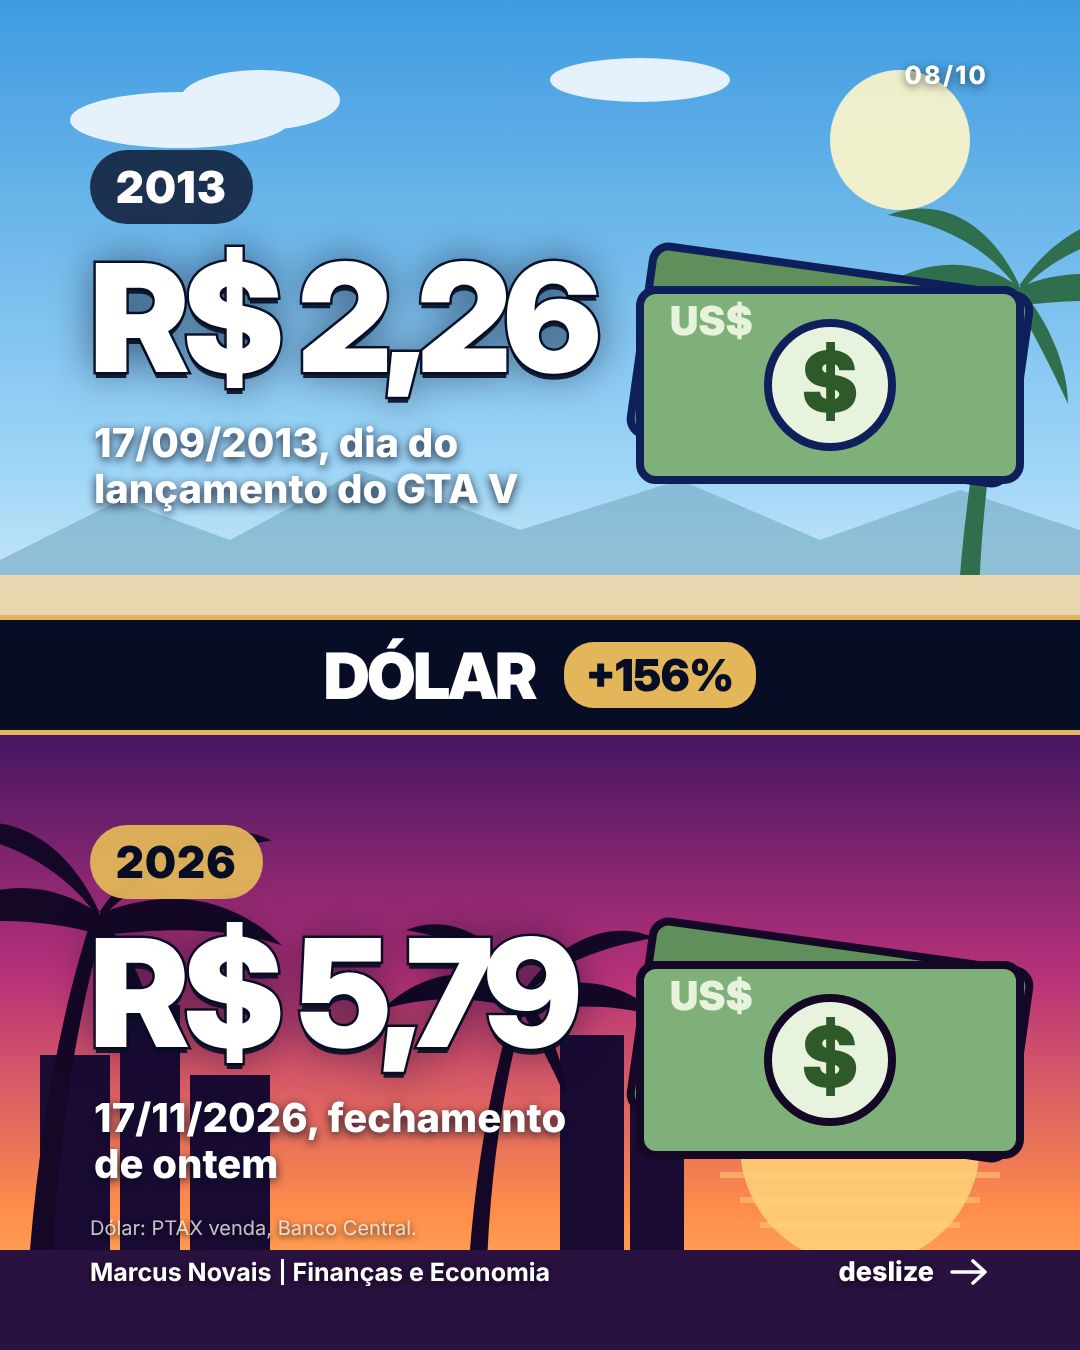 08/10
2013
R$ 2,26
US$
$
17/09/2013, dia do
lançamento do GTA V
DÓLAR +156%
2026
R$ 5,79
US$
$
17/11/2026, fechamento
de ontem
Dólar: PTAX venda, Banco Central.
Marcus Novais | Finanças e Economia
deslize →